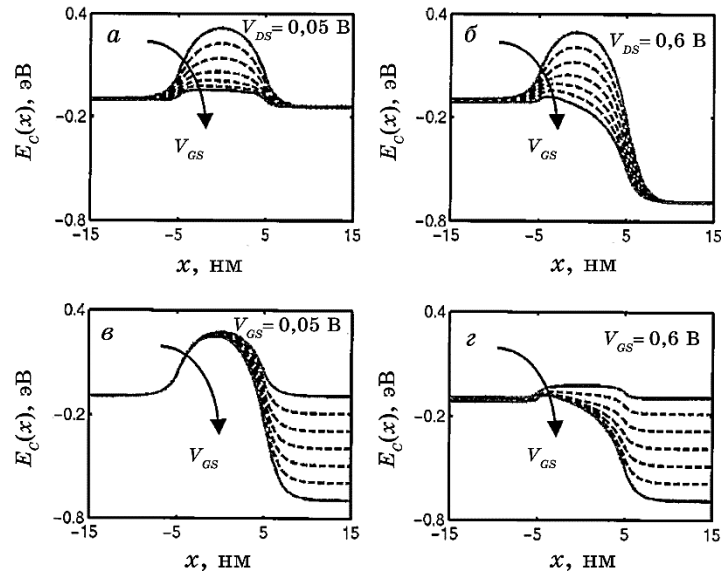 0.4
а
V_DS = 0,05 В
E_C(x), эВ
-0.2
V_GS
-0.8
-15
-5
5
15
x, нм
0.4
б
V_DS = 0,6 В
E_C(x), эВ
-0.2
V_GS
-0.8
-15
-5
5
15
x, нм
0.4
в
V_GS = 0,05 В
E_C(x), эВ
-0.2
V_GS
-0.8
-15
-5
5
15
x, нм
0.4
г
V_GS = 0,6 В
E_C(x), эВ
-0.2
V_GS
-0.8
-15
-5
5
15
x, нм